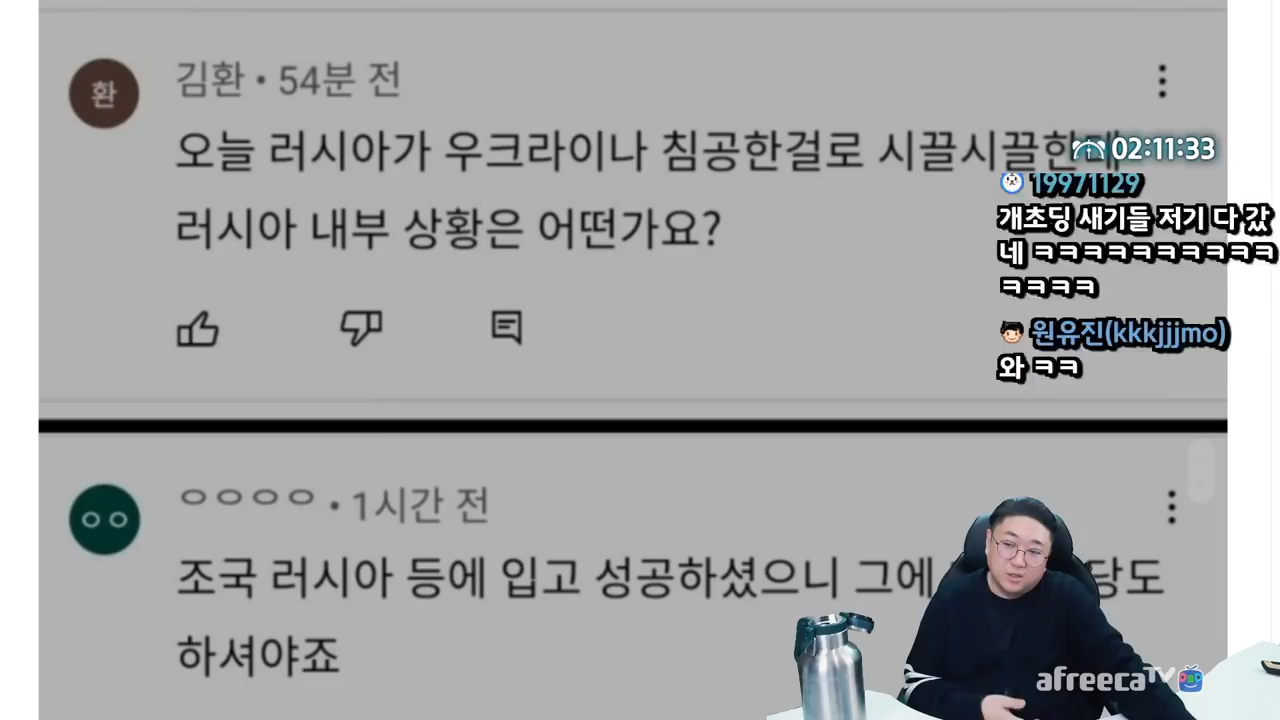 환
김환 • 54분 전
오늘 러시아가 우크라이나 침공한걸로 시끌시끌한데
러시아 내부 상황은 어떤가요?
02:11:33
19971129
개초딩 새기들 저기 다 갔
네 ㅋㅋㅋㅋㅋㅋㅋㅋㅋㅋ
ㅋㅋㅋㅋ
원유진(kkkjjjmo)
와 ㅋㅋ
ㅇㅇ
ㅇㅇㅇㅇ • 1시간 전
조국 러시아 등에 입고 성공하셨으니 그에
하셔야죠
afreecaTV